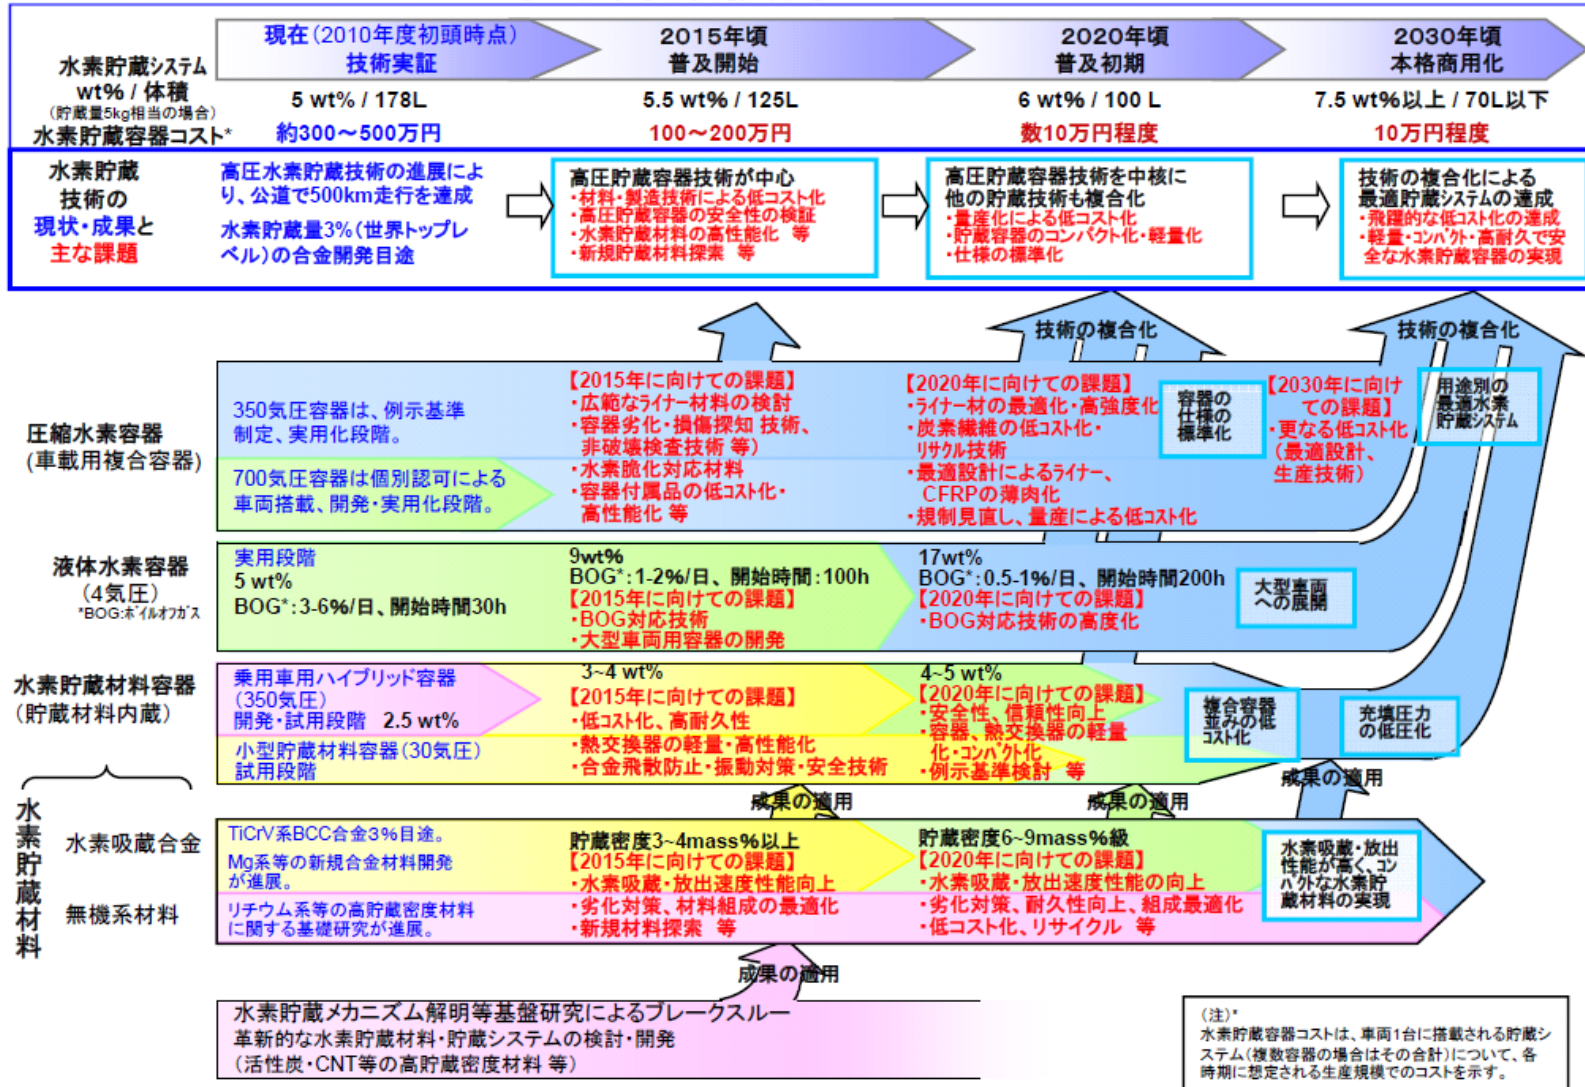 現在(2010年度初頭時点)
技術実証
2015年頃
普及開始
2020年頃
普及初期
2030年頃
本格商用化
水素貯蔵システム
wt% / 体積
(貯蔵量5kg相当の場合)
5 wt% / 178L
5.5 wt% / 125L
6 wt% / 100 L
7.5 wt%以上 / 70L以下
水素貯蔵容器コスト*
約300～500万円
100～200万円
数10万円程度
10万円程度
水素貯蔵
技術の
現状・成果と
主な課題
高圧水素貯蔵技術の進展によ
り、公道で500km走行を達成
水素貯蔵量3%(世界トップレ
ベル)の合金開発目途
高圧貯蔵容器技術が中心
・材料・製造技術による低コスト化
・高圧貯蔵容器の安全性の検証
・水素貯蔵材料の高性能化 等
・新規貯蔵材料探索 等
高圧貯蔵容器技術を中核に
他の貯蔵技術も複合化
・量産化による低コスト化
・貯蔵容器のコンパクト化・軽量化
・仕様の標準化
技術の複合化による
最適貯蔵システムの達成
・飛躍的な低コスト化の達成
・軽量・コンパクト・高耐久で安
全な水素貯蔵容器の実現
技術の複合化
技術の複合化
圧縮水素容器
(車載用複合容器)
350気圧容器は、例示基準
制定、実用化段階。
700気圧容器は個別認可による
車両搭載、開発・実用化段階。
【2015年に向けての課題】
・広範なライナー材料の検討
・容器劣化・損傷探知 技術、
非破壊検査技術 等)
・水素脆化対応材料
・容器付属品の低コスト化・
高性能化 等
【2020年に向けての課題】
・ライナー材の最適化・高強度化
・炭素繊維の低コスト化・
リサクル技術
・最適設計によるライナー、
CFRPの薄肉化
・規制見直し、量産による低コスト化
容器の
仕様の
標準化
【2030年に向け
ての課題】
・更なる低コスト化
(最適設計、
生産技術)
用途別の
最適水素
貯蔵システム
液体水素容器
(4気圧)
*BOG:ボイルオフガス
実用段階
5 wt%
BOG*:3-6%/日、開始時間30h
9wt%
BOG*:1-2%/日、開始時間:100h
【2015年に向けての課題】
・BOG対応技術
・大型車両用容器の開発
17wt%
BOG*:0.5-1%/日、開始時間200h
【2020年に向けての課題】
・BOG対応技術の高度化
大型車両
への展開
水素貯蔵材料容器
(貯蔵材料内蔵)
乗用車用ハイブリッド容器
(350気圧)
開発・試用段階 2.5 wt%
小型貯蔵材料容器(30気圧)
試用段階
3~4 wt%
【2015年に向けての課題】
・低コスト化、高耐久性
・熱交換器の軽量・高性能化
・合金飛散防止・振動対策・安全技術
4~5 wt%
【2020年に向けての課題】
・安全性、信頼性向上
・容器、熱交換器の軽量
化・コンパクト化
・例示基準検討 等
複合容器
並みの低
コスト化
充填圧力
の低圧化
成果の適用
成果の適用
成果の適用
水素貯蔵材料
水素吸蔵合金
無機系材料
TiCrV系BCC合金3%目途。
Mg系等の新規合金材料開発
が進展。
リチウム系等の高貯蔵密度材料
に関する基礎研究が進展。
貯蔵密度3~4mass%以上
【2015年に向けての課題】
・水素吸蔵・放出速度性能向上
・劣化対策、材料組成の最適化
・新規材料探索 等
貯蔵密度6~9mass%級
【2020年に向けての課題】
・水素吸蔵・放出速度性能の向上
・劣化対策、耐久性向上、組成最適化
・低コスト化、リサイクル 等
水素吸蔵・放出
性能が高く、コン
パクトな水素貯
蔵材料の実現
成果の適用
水素貯蔵メカニズム解明等基盤研究によるブレークスルー
革新的な水素貯蔵材料・貯蔵システムの検討・開発
(活性炭・CNT等の高貯蔵密度材料 等)
(注)*
水素貯蔵容器コストは、車両1台に搭載される貯蔵シ
ステム(複数容器の場合はその合計)について、各
時期に想定される生産規模でのコストを示す。